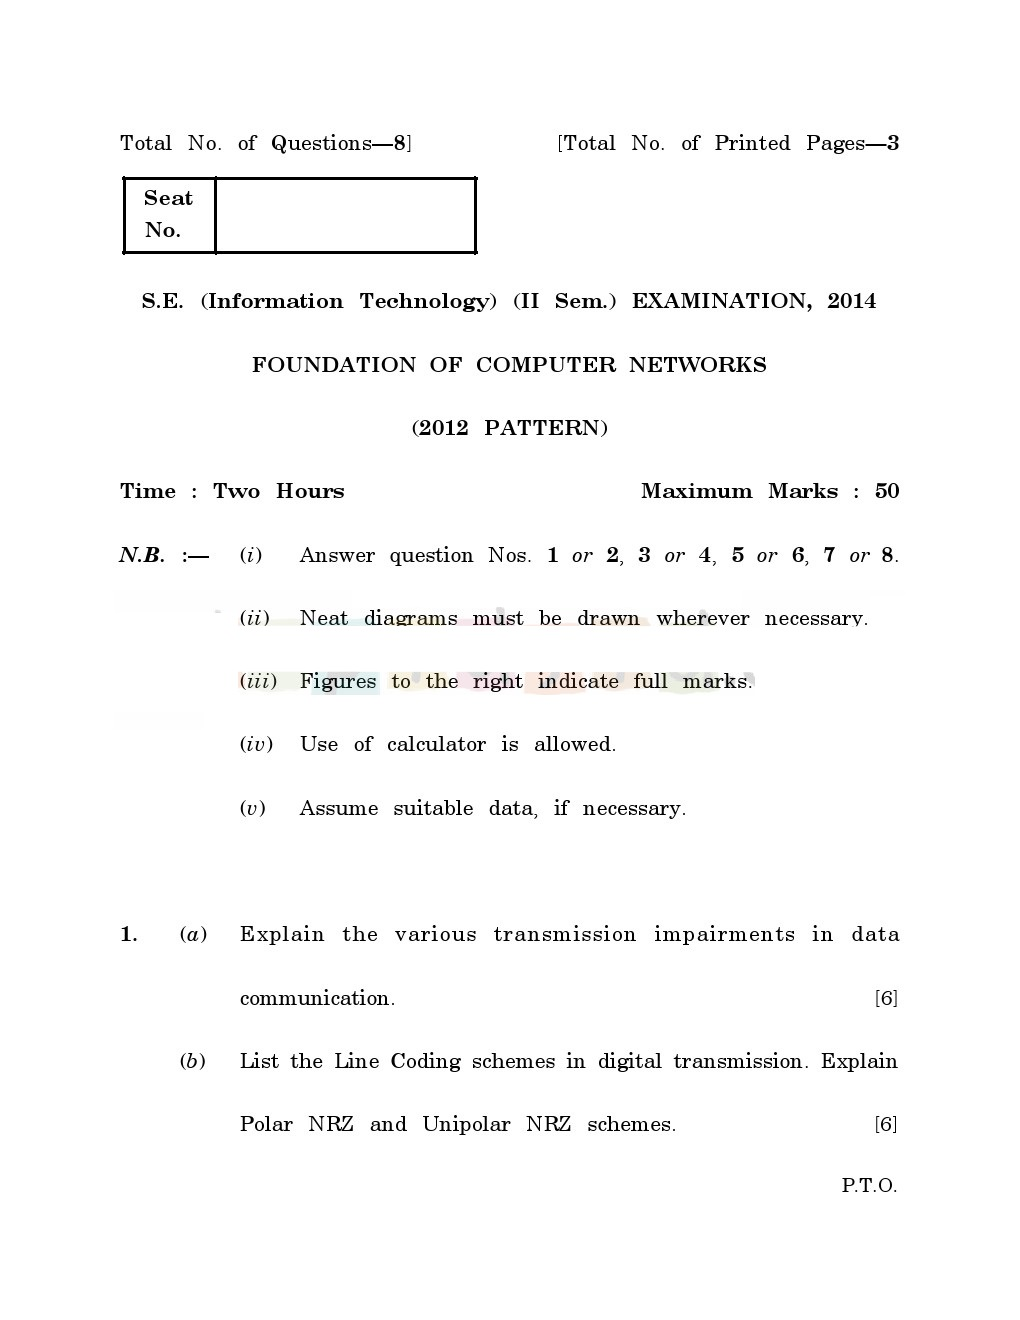 Total No. of Questions—8] [Total No. of Printed Pages—3
Seat
No.
S.E. (Information Technology) (II Sem.) EXAMINATION, 2014
FOUNDATION OF COMPUTER NETWORKS
(2012 PATTERN)
Time : Two Hours Maximum Marks : 50
N.B. :— (i) Answer question Nos. 1 or 2, 3 or 4, 5 or 6, 7 or 8.
(ii) Neat diagrams must be drawn wherever necessary.
(iii) Figures to the right indicate full marks.
(iv) Use of calculator is allowed.
(v) Assume suitable data, if necessary.
1. (a) Explain the various transmission impairments in data
communication. [6]
(b) List the Line Coding schemes in digital transmission. Explain
Polar NRZ and Unipolar NRZ schemes. [6]
P.T.O.